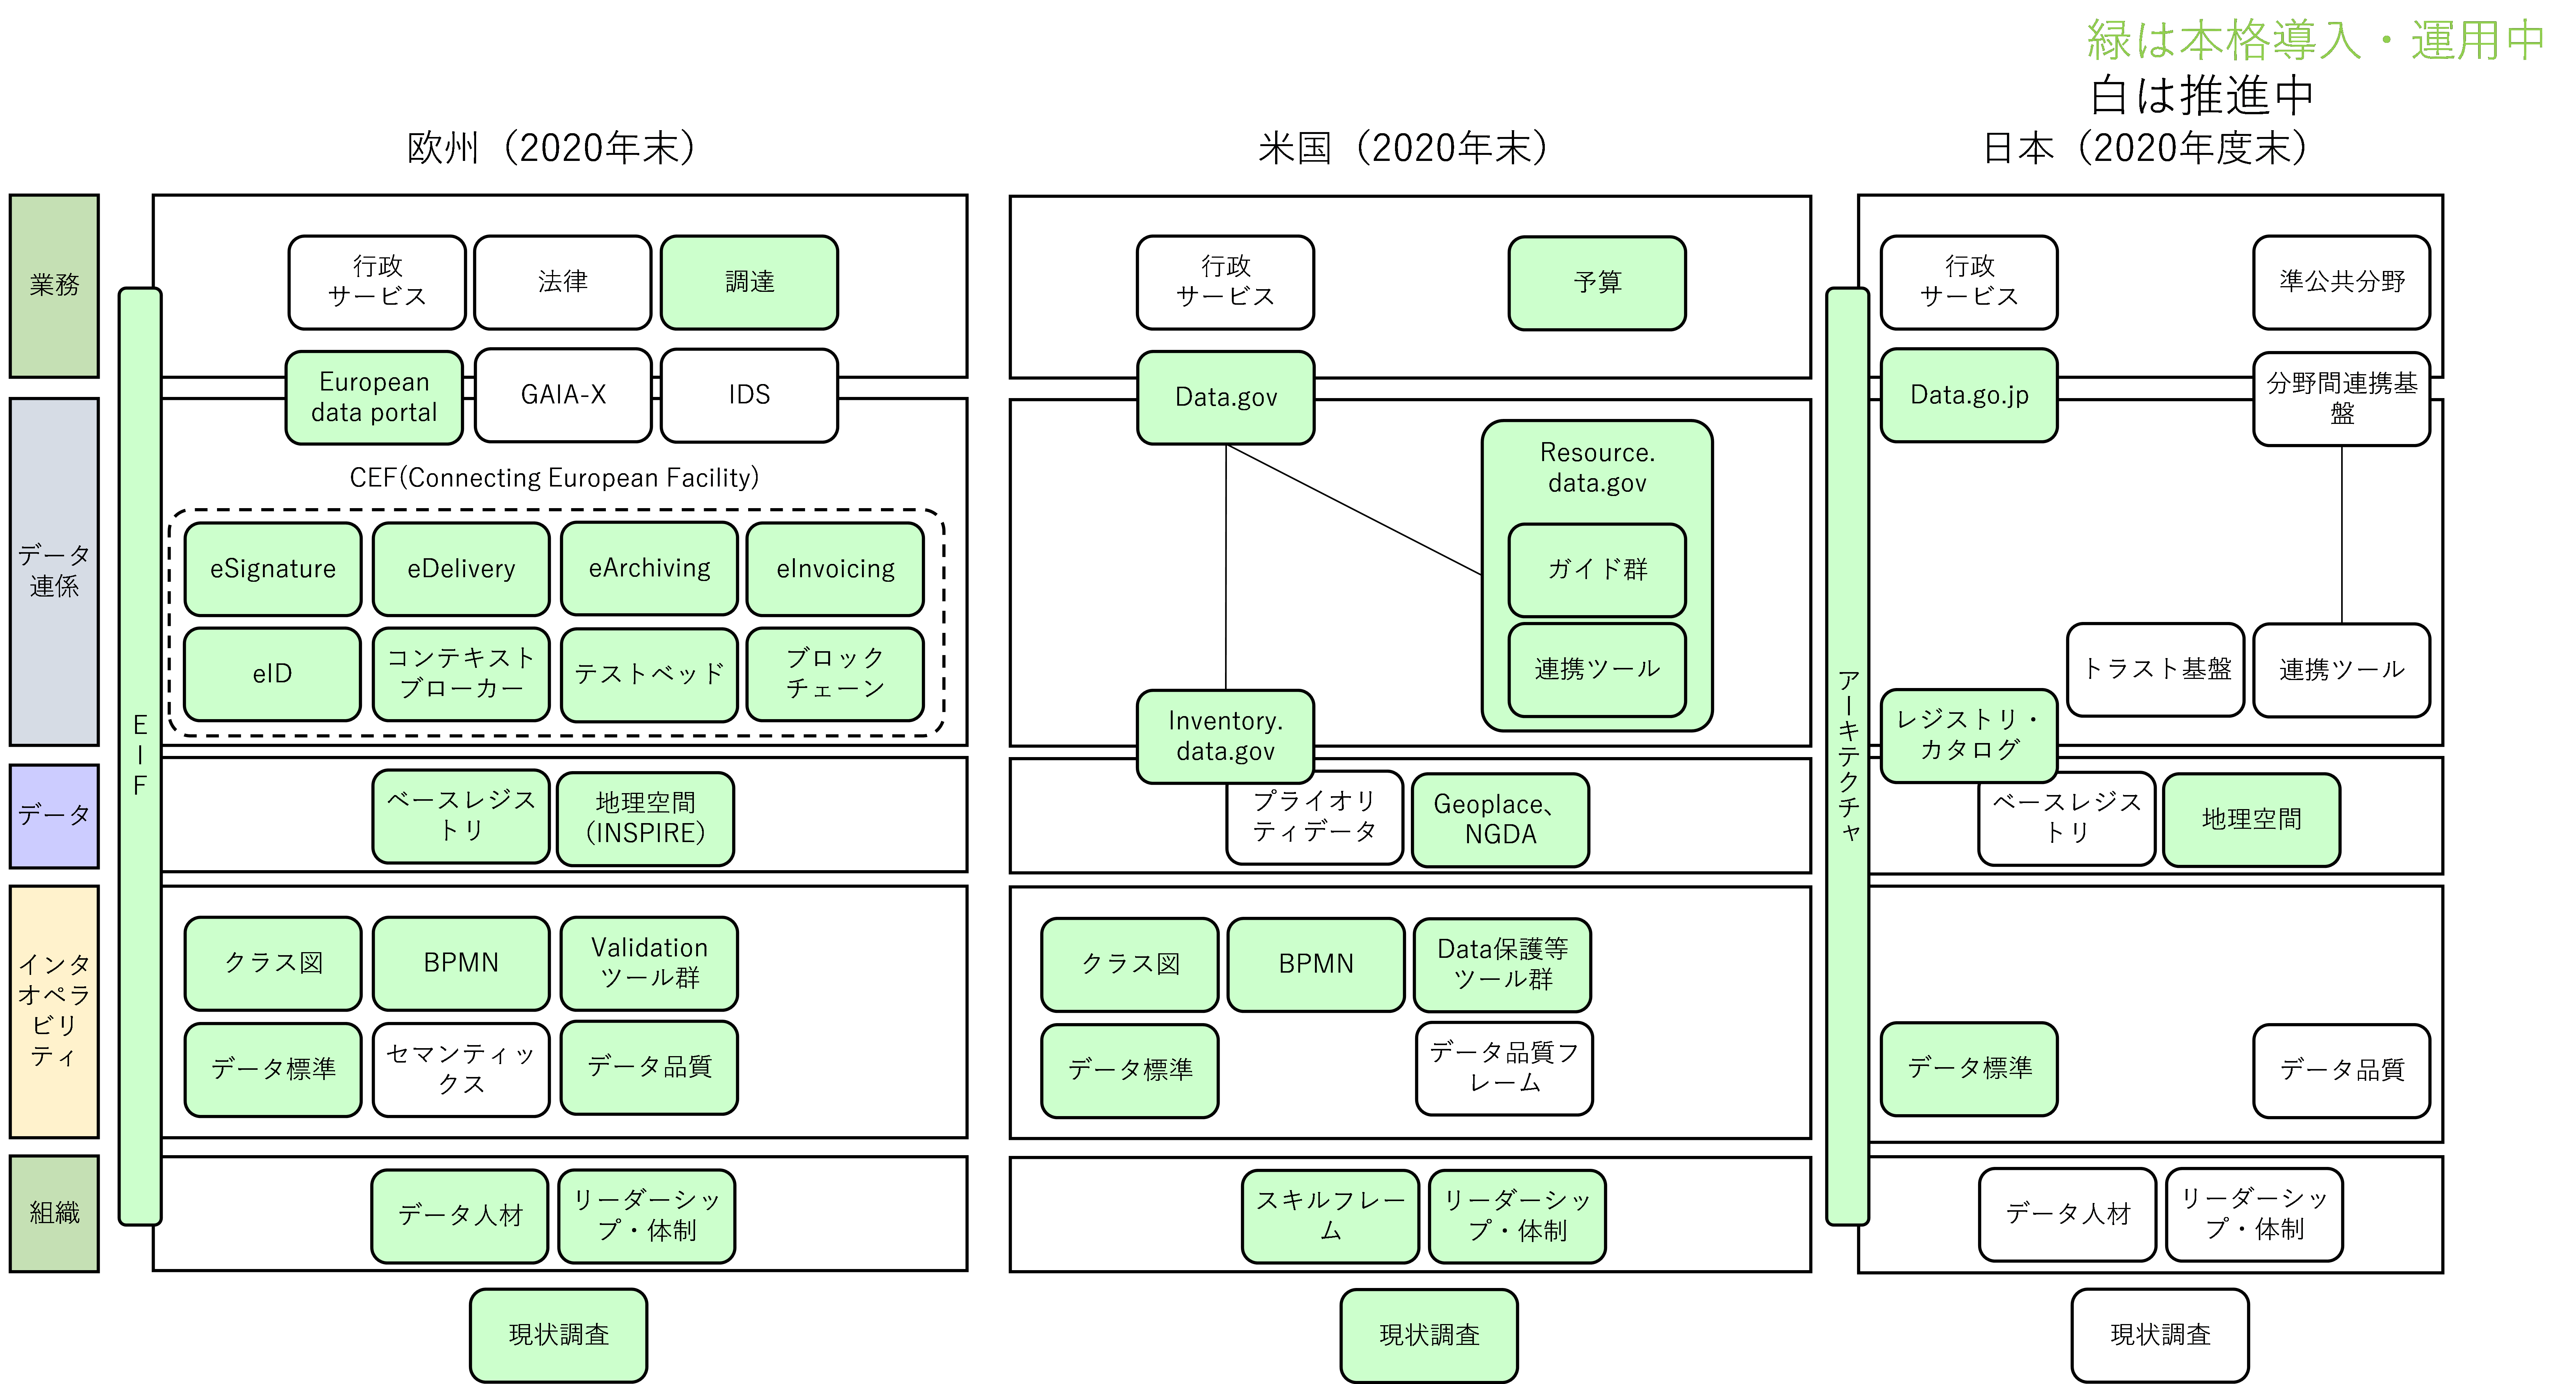 緑は本格導入・運用中
白は推進中
欧州（2020年末）
米国（2020年末）
日本（2020年度末）
業務
行政
サービス
法律
調達
European
data portal
GAIA-X
IDS
データ
連係
CEF(Connecting European Facility)
eSignature
eDelivery
eArchiving
eInvoicing
eID
コンテキスト
ブローカー
テストベッド
ブロック
チェーン
EIF
データ
ベースレジス
トリ
地理空間
（INSPIRE）
インタ
オペラ
ビリ
ティ
クラス図
BPMN
Validation
ツール群
データ標準
セマンティッ
クス
データ品質
組織
データ人材
リーダーシッ
プ・体制
現状調査
行政
サービス
予算
Data.gov
Resource.
data.gov
ガイド群
連携ツール
Inventory.
data.gov
プライオリ
ティデータ
Geoplace、
NGDA
クラス図
BPMN
Data保護等
ツール群
データ標準
データ品質フ
レーム
スキルフレー
ム
リーダーシッ
プ・体制
現状調査
行政
サービス
準公共分野
Data.go.jp
分野間連携基
盤
トラスト基盤
連携ツール
アーキテクチャ
レジストリ・
カタログ
ベースレジス
トリ
地理空間
データ標準
データ品質
データ人材
リーダーシッ
プ・体制
現状調査